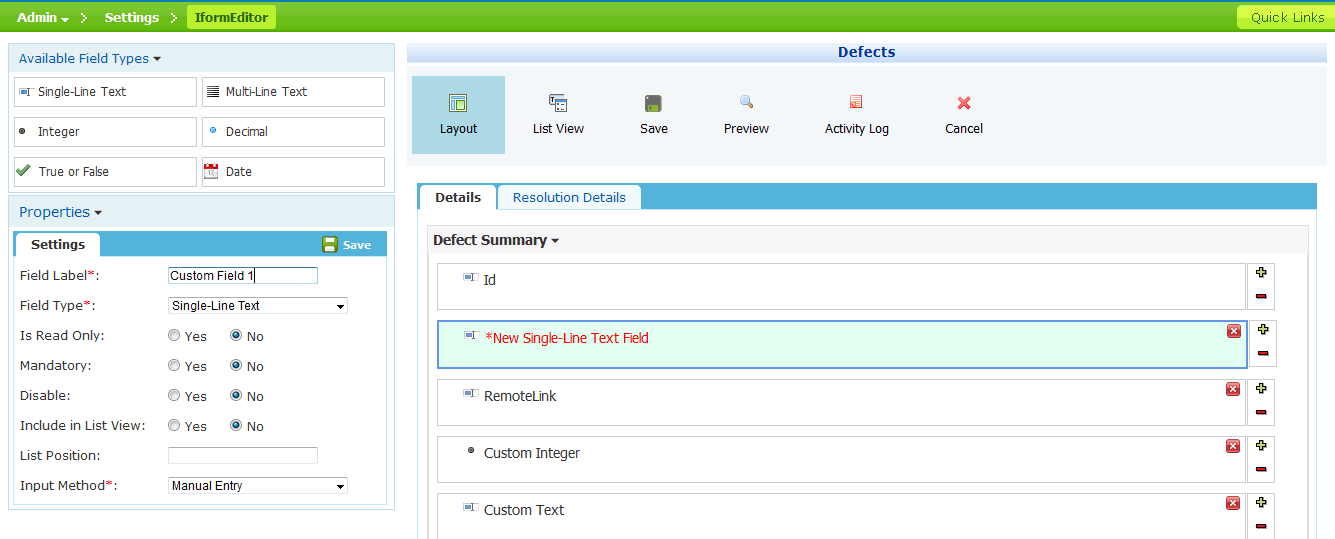 Admin Settings IformEditor
Quick Links
Available Field Types
Single-Line Text Multi-Line Text
Integer Decimal
True or False Date
Properties
Settings Save
Field Label*: Custom Field 1
Field Type*: Single-Line Text
Is Read Only: Yes No
Mandatory: Yes No
Disable: Yes No
Include in List View: Yes No
List Position:
Input Method*: Manual Entry
Defects
Layout List View Save Preview Activity Log Cancel
Details Resolution Details
Defect Summary
Id
*New Single-Line Text Field
RemoteLink
Custom Integer
Custom Text